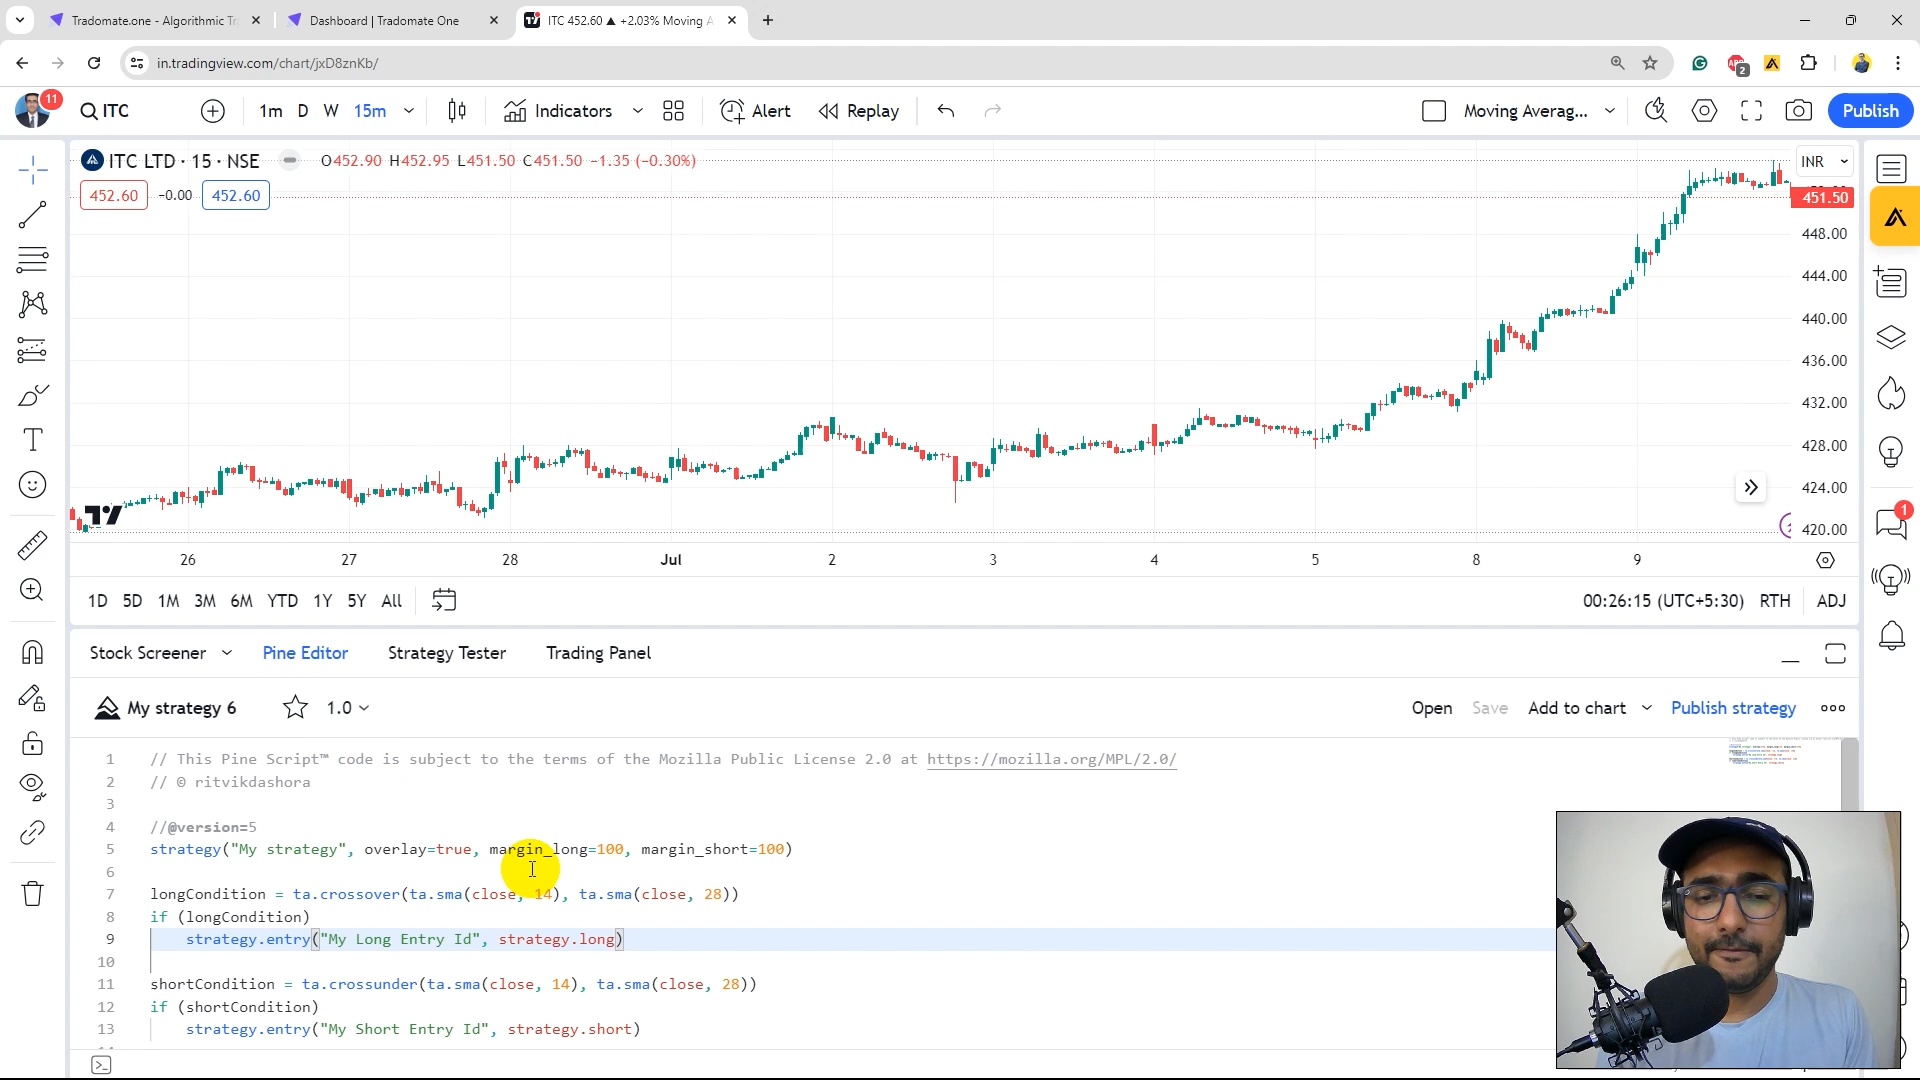 Tradomate.one - Algorithmic Tr
Dashboard | Tradomate One
ITC 452.60 ▲ +2.03% Moving A
in.tradingview.com/chart/jxD8znKb/
2
11
ITC
1m D W 15m
Indicators
Alert
Replay
Moving Averag...
Publish
ITC LTD · 15 · NSE
O452.90 H452.95 L451.50 C451.50 −1.35 (−0.30%)
INR
452.60 −0.00 452.60
451.50
448.00
444.00
440.00
436.00
432.00
428.00
424.00
420.00
1
26 27 28 Jul 2 3 4 5 8 9
1D 5D 1M 3M 6M YTD 1Y 5Y All
00:26:15 (UTC+5:30) RTH ADJ
Stock Screener Pine Editor Strategy Tester Trading Panel
My strategy 6 1.0
Open Save Add to chart Publish strategy
1 // This Pine Script™ code is subject to the terms of the Mozilla Public License 2.0 at https://mozilla.org/MPL/2.0/
2 // © ritvikdashora
3
4 //@version=5
5 strategy("My strategy", overlay=true, margin_long=100, margin_short=100)
6
7 longCondition = ta.crossover(ta.sma(close, 14), ta.sma(close, 28))
8 if (longCondition)
9 strategy.entry("My Long Entry Id", strategy.long)
10
11 shortCondition = ta.crossunder(ta.sma(close, 14), ta.sma(close, 28))
12 if (shortCondition)
13 strategy.entry("My Short Entry Id", strategy.short)